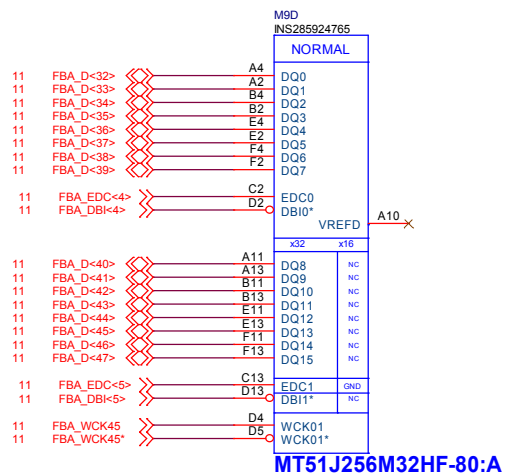 M9D
INS285924765
NORMAL
11 FBA_D<32> A4 DQ0
11 FBA_D<33> A2 DQ1
11 FBA_D<34> B4 DQ2
11 FBA_D<35> B2 DQ3
11 FBA_D<36> E4 DQ4
11 FBA_D<37> E2 DQ5
11 FBA_D<38> F4 DQ6
11 FBA_D<39> F2 DQ7
11 FBA_EDC<4> C2 EDC0
11 FBA_DBI<4> D2 DBI0*
VREFD A10
x32 x16
11 FBA_D<40> A11 DQ8 NC
11 FBA_D<41> A13 DQ9 NC
11 FBA_D<42> B11 DQ10 NC
11 FBA_D<43> B13 DQ11 NC
11 FBA_D<44> E11 DQ12 NC
11 FBA_D<45> E13 DQ13 NC
11 FBA_D<46> F11 DQ14 NC
11 FBA_D<47> F13 DQ15 NC
11 FBA_EDC<5> C13 EDC1 GND
11 FBA_DBI<5> D13 DBI1* NC
11 FBA_WCK45 D4 WCK01
11 FBA_WCK45* D5 WCK01*
MT51J256M32HF-80:A